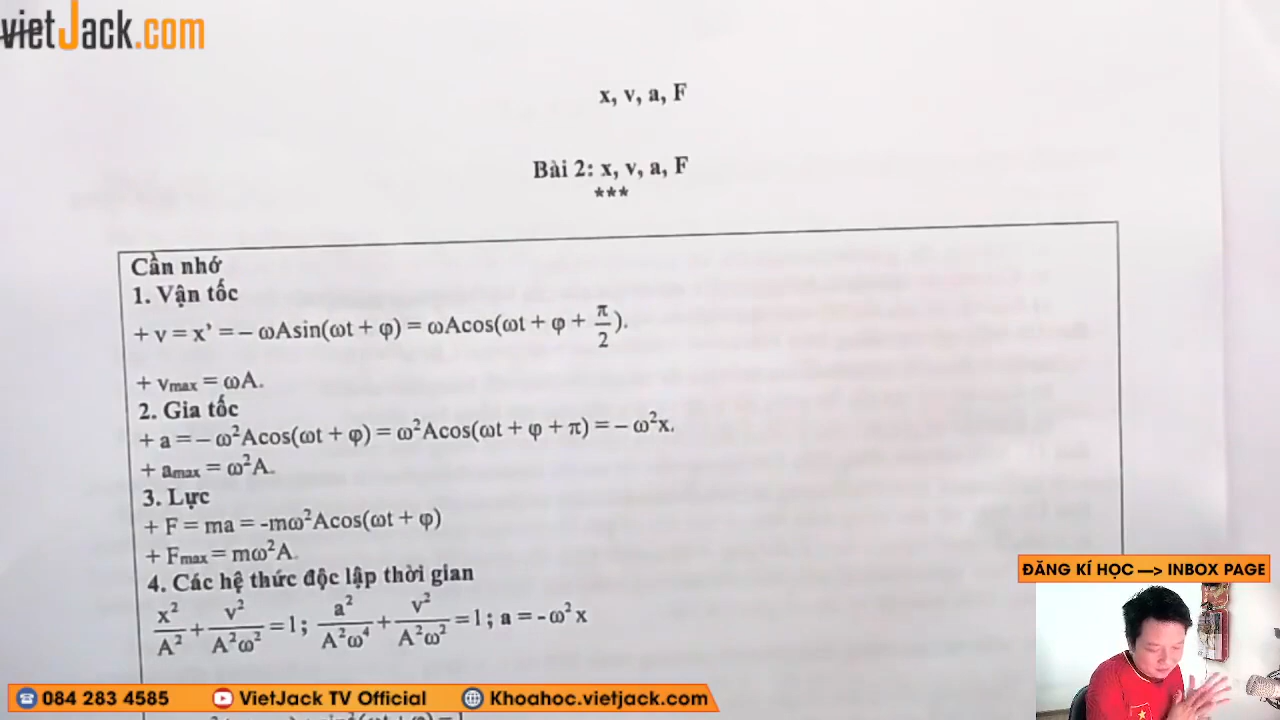 vietJack.com
x, v, a, F
Bài 2: x, v, a, F
***
Cần nhớ
1. Vận tốc
+ v = x' = – ωAsin(ωt + φ) = ωAcos(ωt + φ + π/2).
+ vmax = ωA.
2. Gia tốc
+ a = – ω²Acos(ωt + φ) = ω²Acos(ωt + φ + π) = – ω²x.
+ amax = ω²A.
3. Lực
+ F = ma = -mω²Acos(ωt + φ)
+ Fmax = mω²A.
4. Các hệ thức độc lập thời gian
x²/A² + v²/A²ω² = 1 ; a²/A²ω⁴ + v²/A²ω² = 1 ; a = -ω²x
ĐĂNG KÍ HỌC —> INBOX PAGE
084 283 4585 VietJack TV Official Khoahoc.vietjack.com